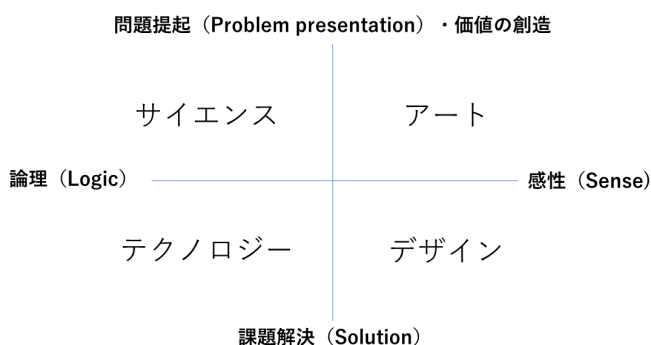 問題提起（Problem presentation）・価値の創造
サイエンス
アート
論理（Logic）
感性（Sense)
テクノロジー
デザイン
課題解決（Solution）